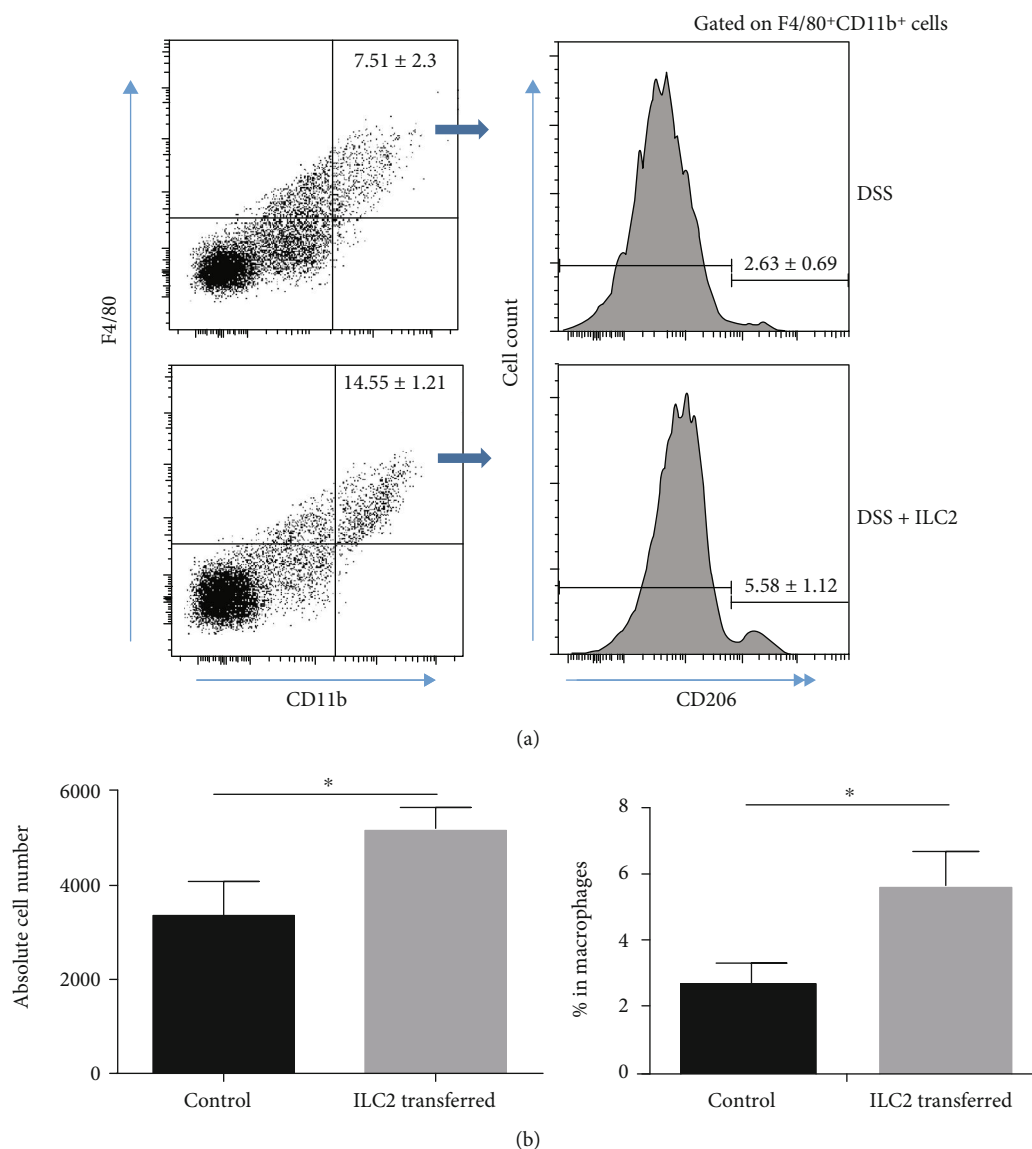 Gated on F4/80⁺CD11b⁺ cells
7.51 ± 2.3
F4/80
Cell count
DSS
2.63 ± 0.69
14.55 ± 1.21
DSS + ILC2
5.58 ± 1.12
CD11b
CD206
(a)
Absolute cell number
6000
4000
2000
0
*
Control
ILC2 transferred
% in macrophages
8
6
4
2
0
*
Control
ILC2 transferred
(b)